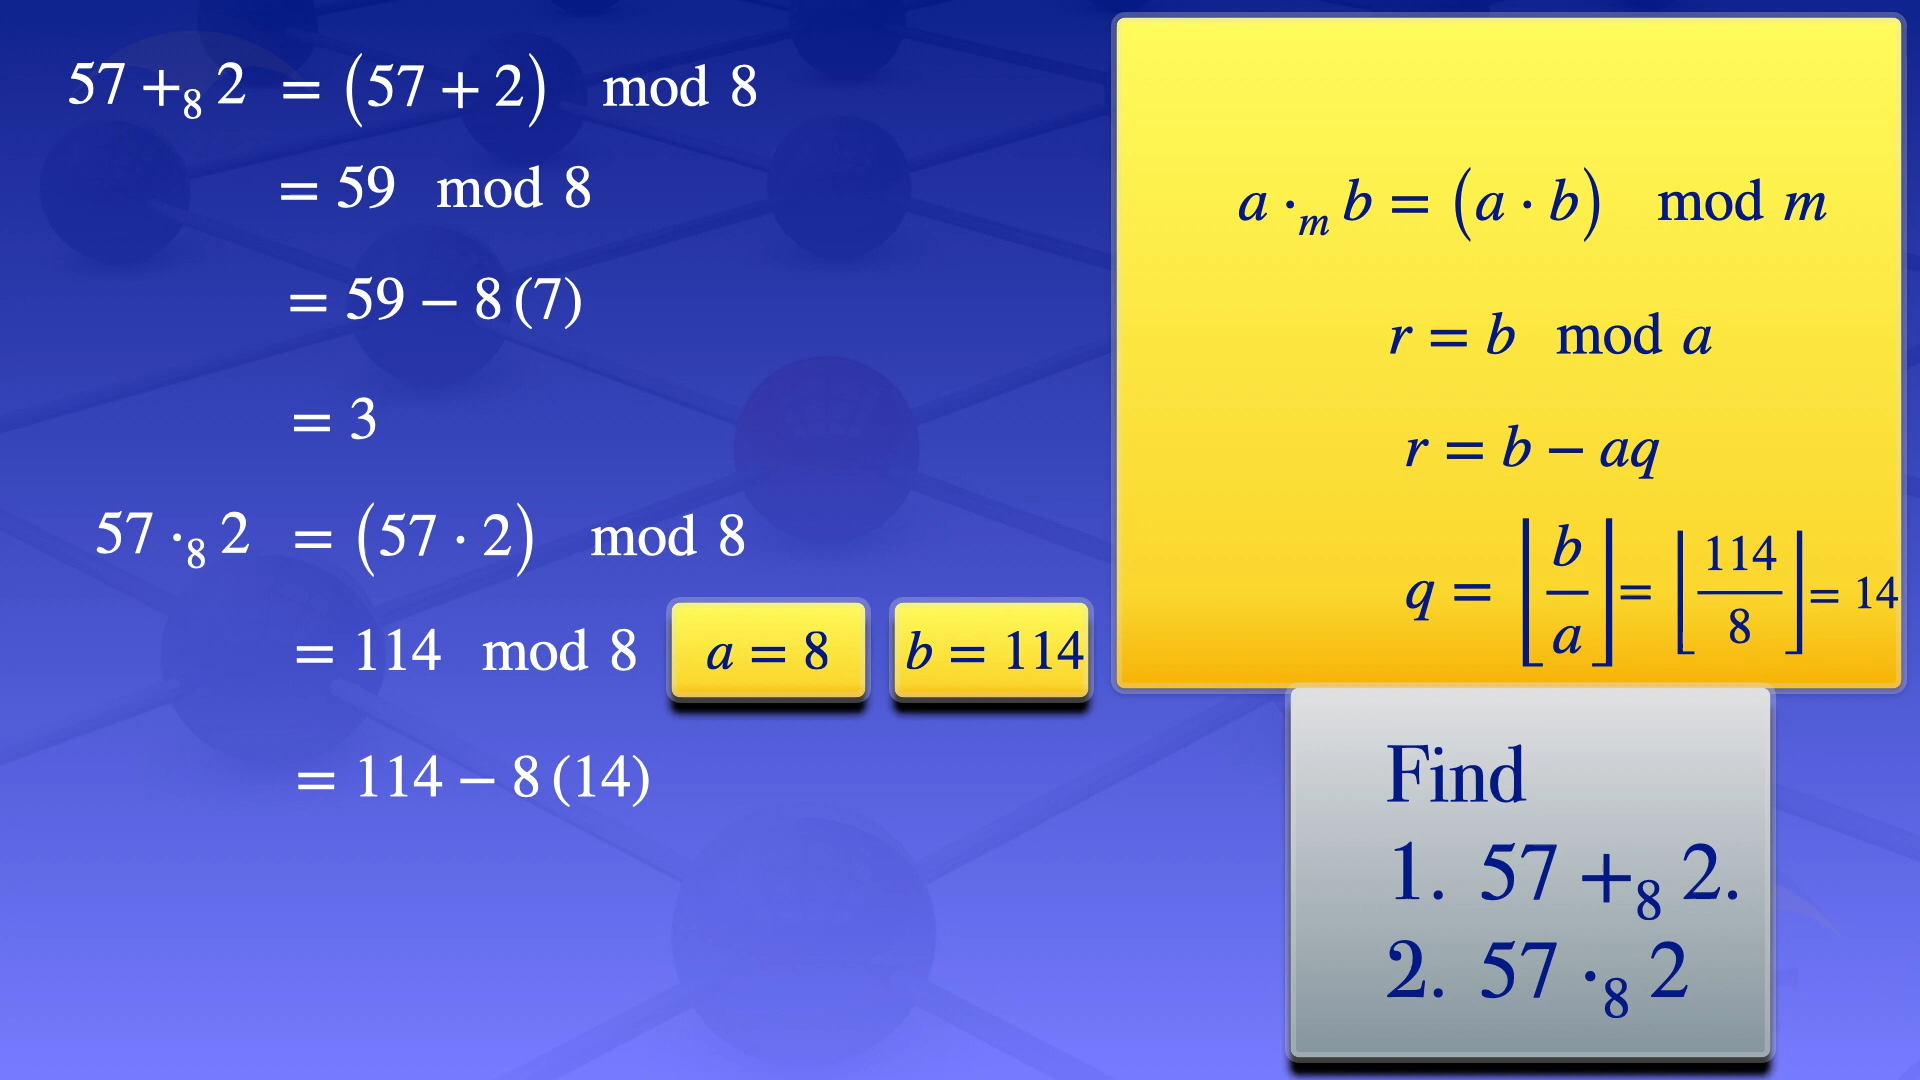 57 +₈ 2 = (57 + 2) mod 8
= 59 mod 8
= 59 − 8 (7)
= 3
57 ·₈ 2 = (57 · 2) mod 8
= 114 mod 8
a = 8
b = 114
= 114 − 8 (14)
a ·ₘ b = (a · b) mod m
r = b mod a
r = b − aq
q = ⌊b/a⌋ = ⌊114/8⌋ = 14
Find
1. 57 +₈ 2.
2. 57 ·₈ 2